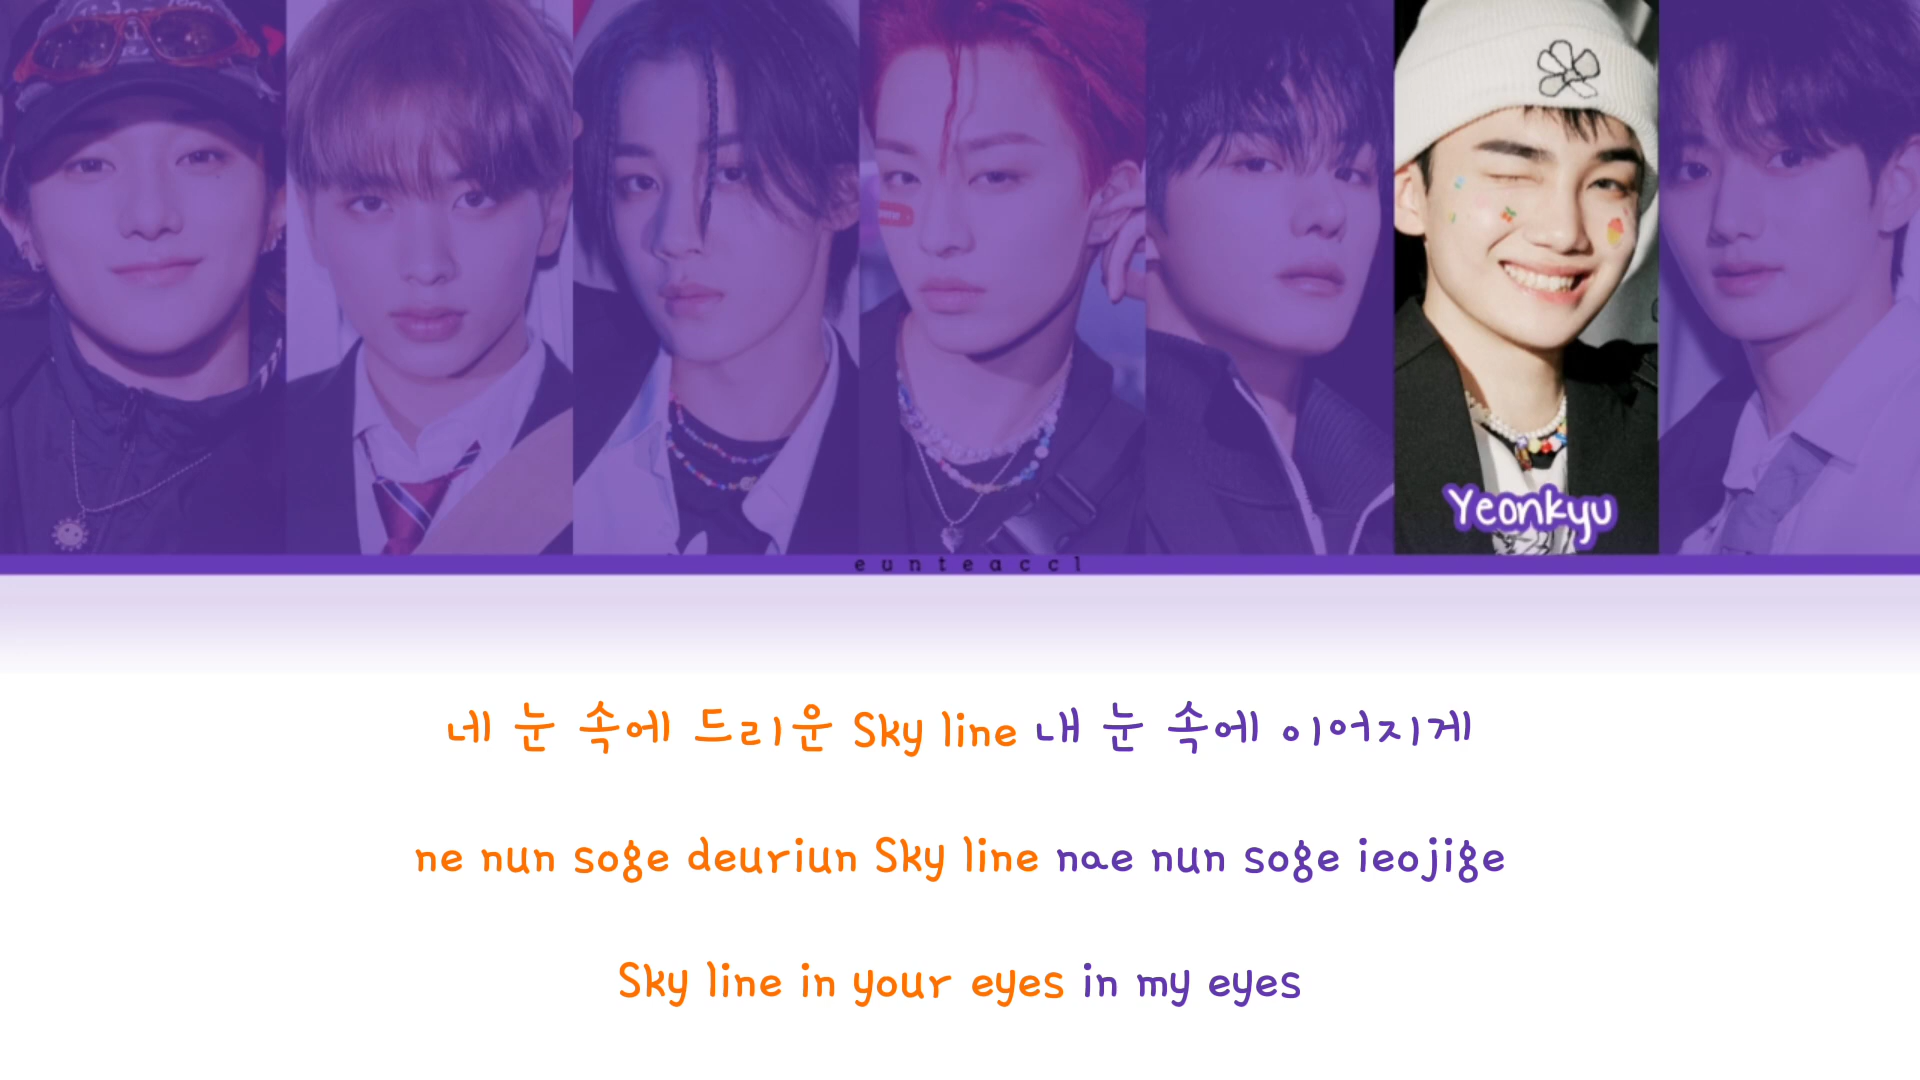 Yeonkyu
eunteaccl
네 눈 속에 드리운 Sky line 내 눈 속에 이어지게
ne nun soge deuriun Sky line nae nun soge ieojige
Sky line in your eyes in my eyes